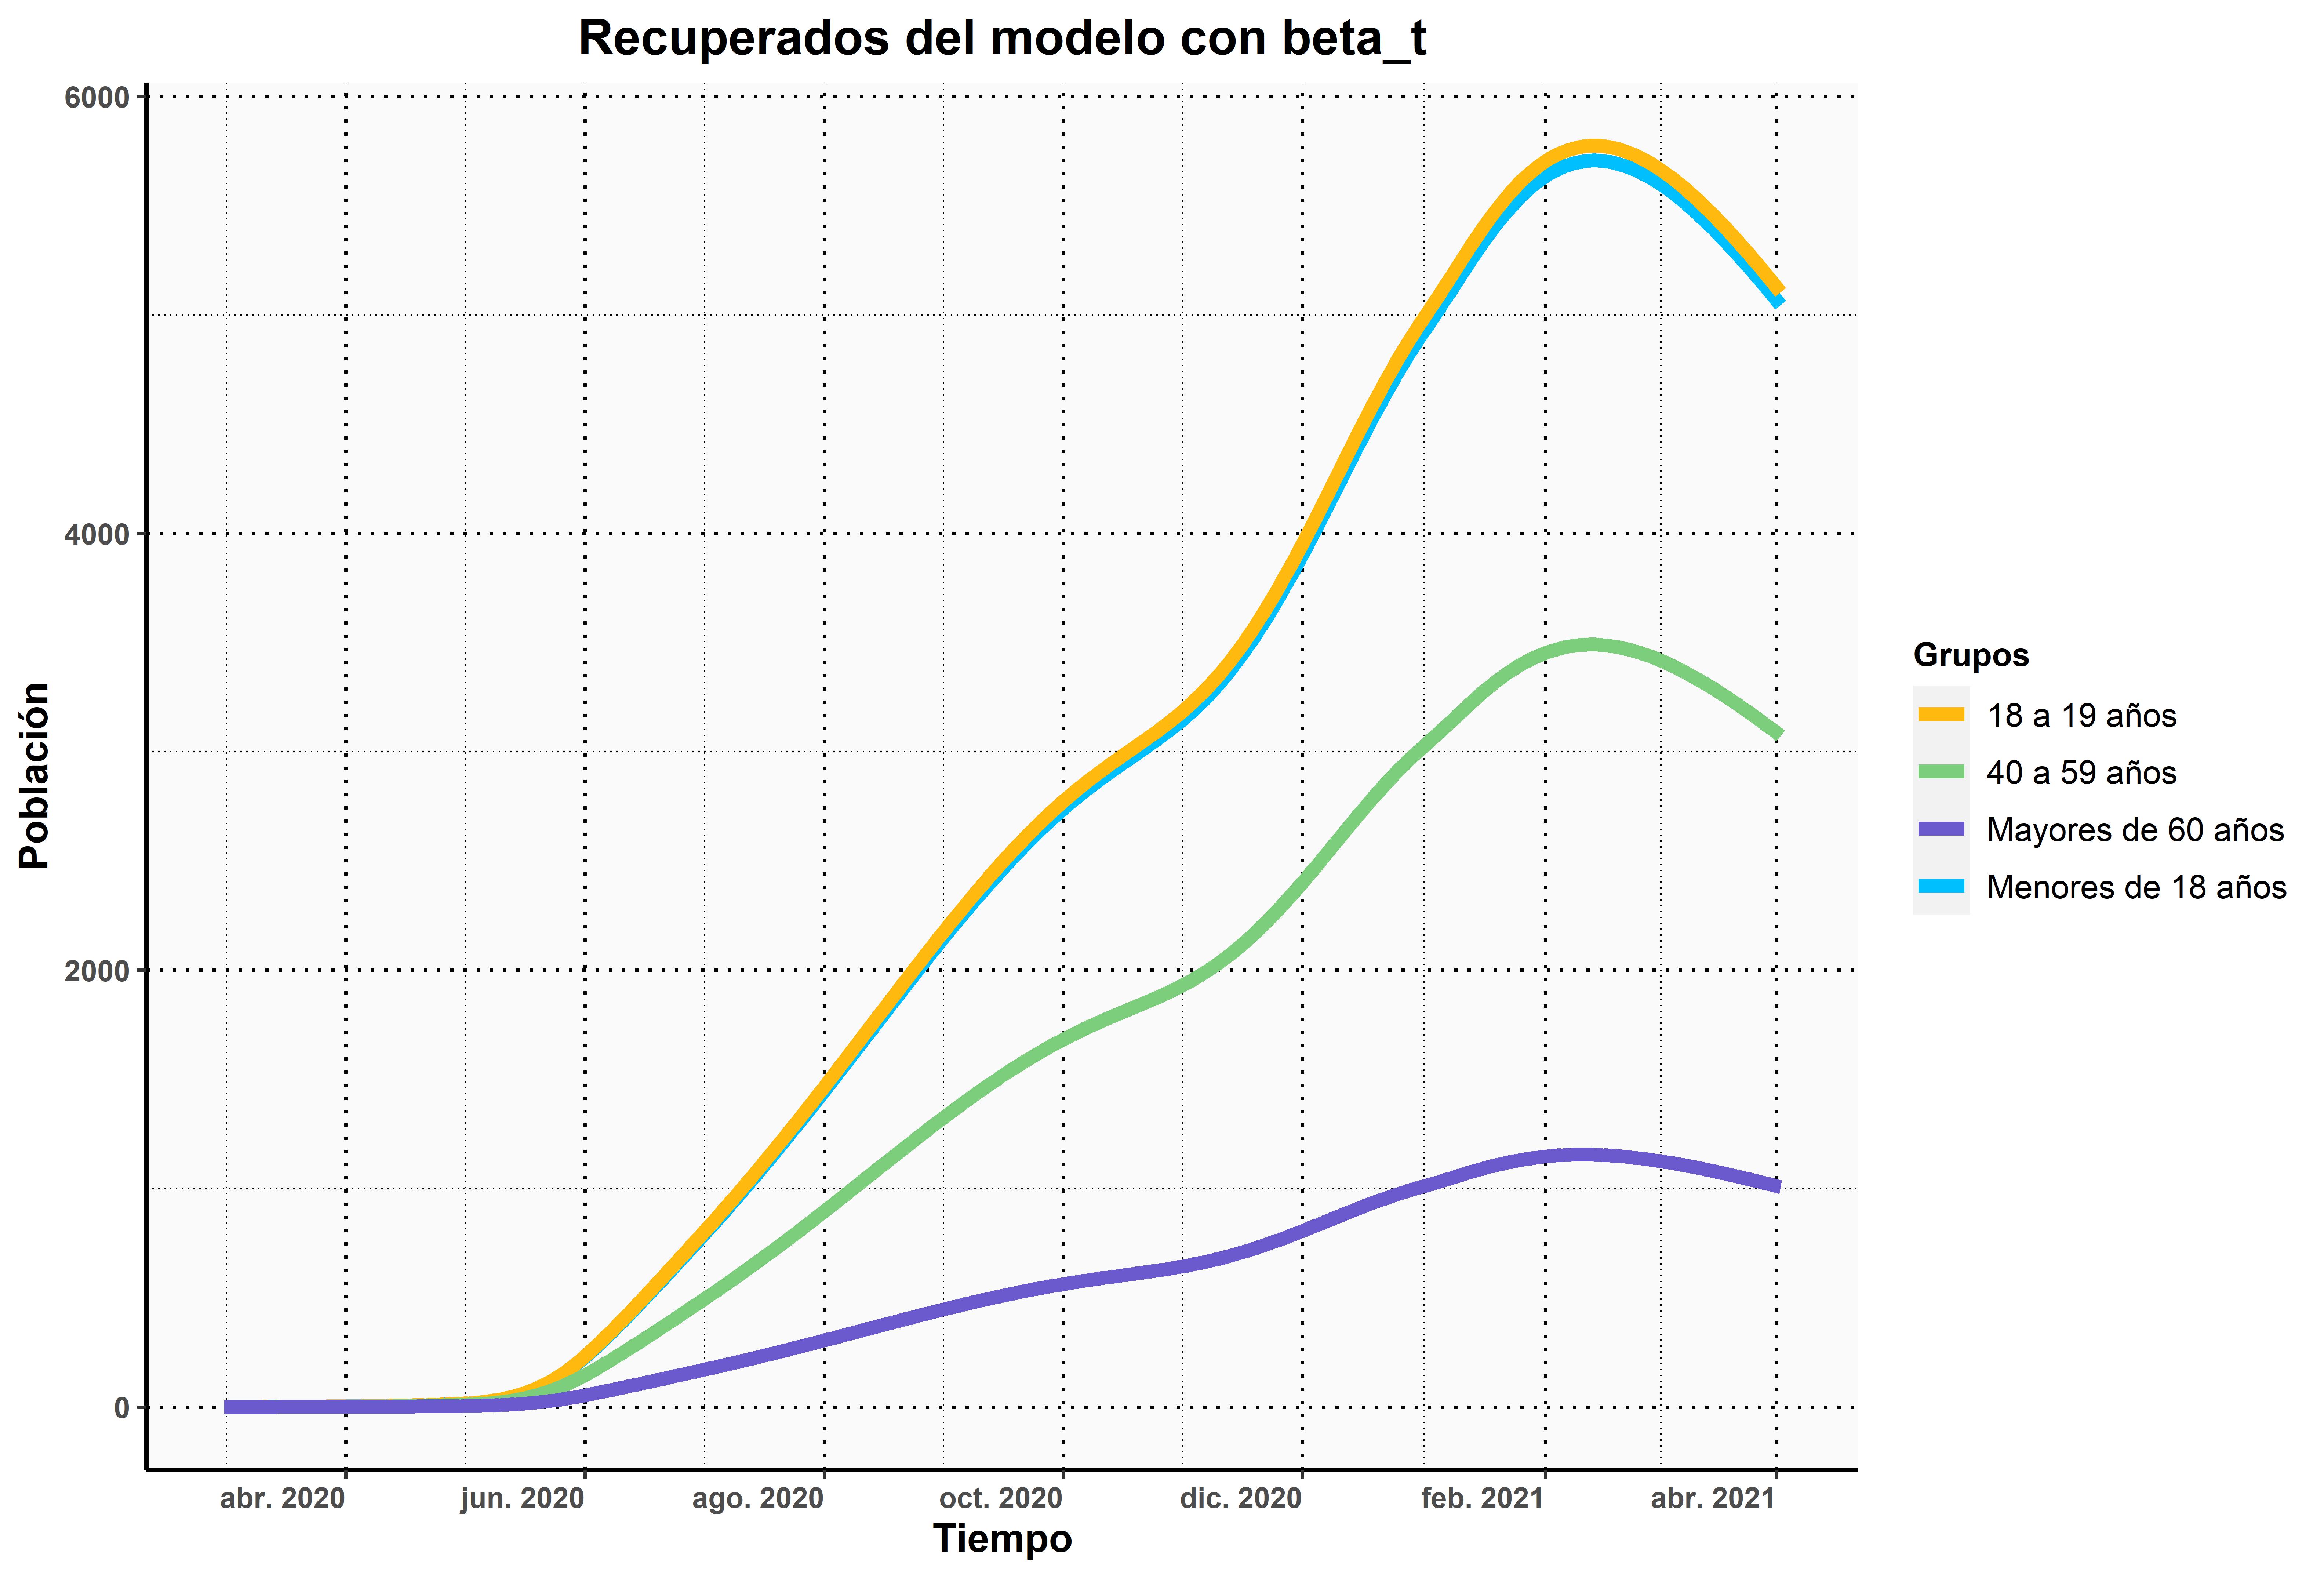 Recuperados del modelo con beta_t
Población
6000
4000
2000
0
abr. 2020
jun. 2020
ago. 2020
oct. 2020
dic. 2020
feb. 2021
abr. 2021
Tiempo
Grupos
18 a 19 años
40 a 59 años
Mayores de 60 años
Menores de 18 años